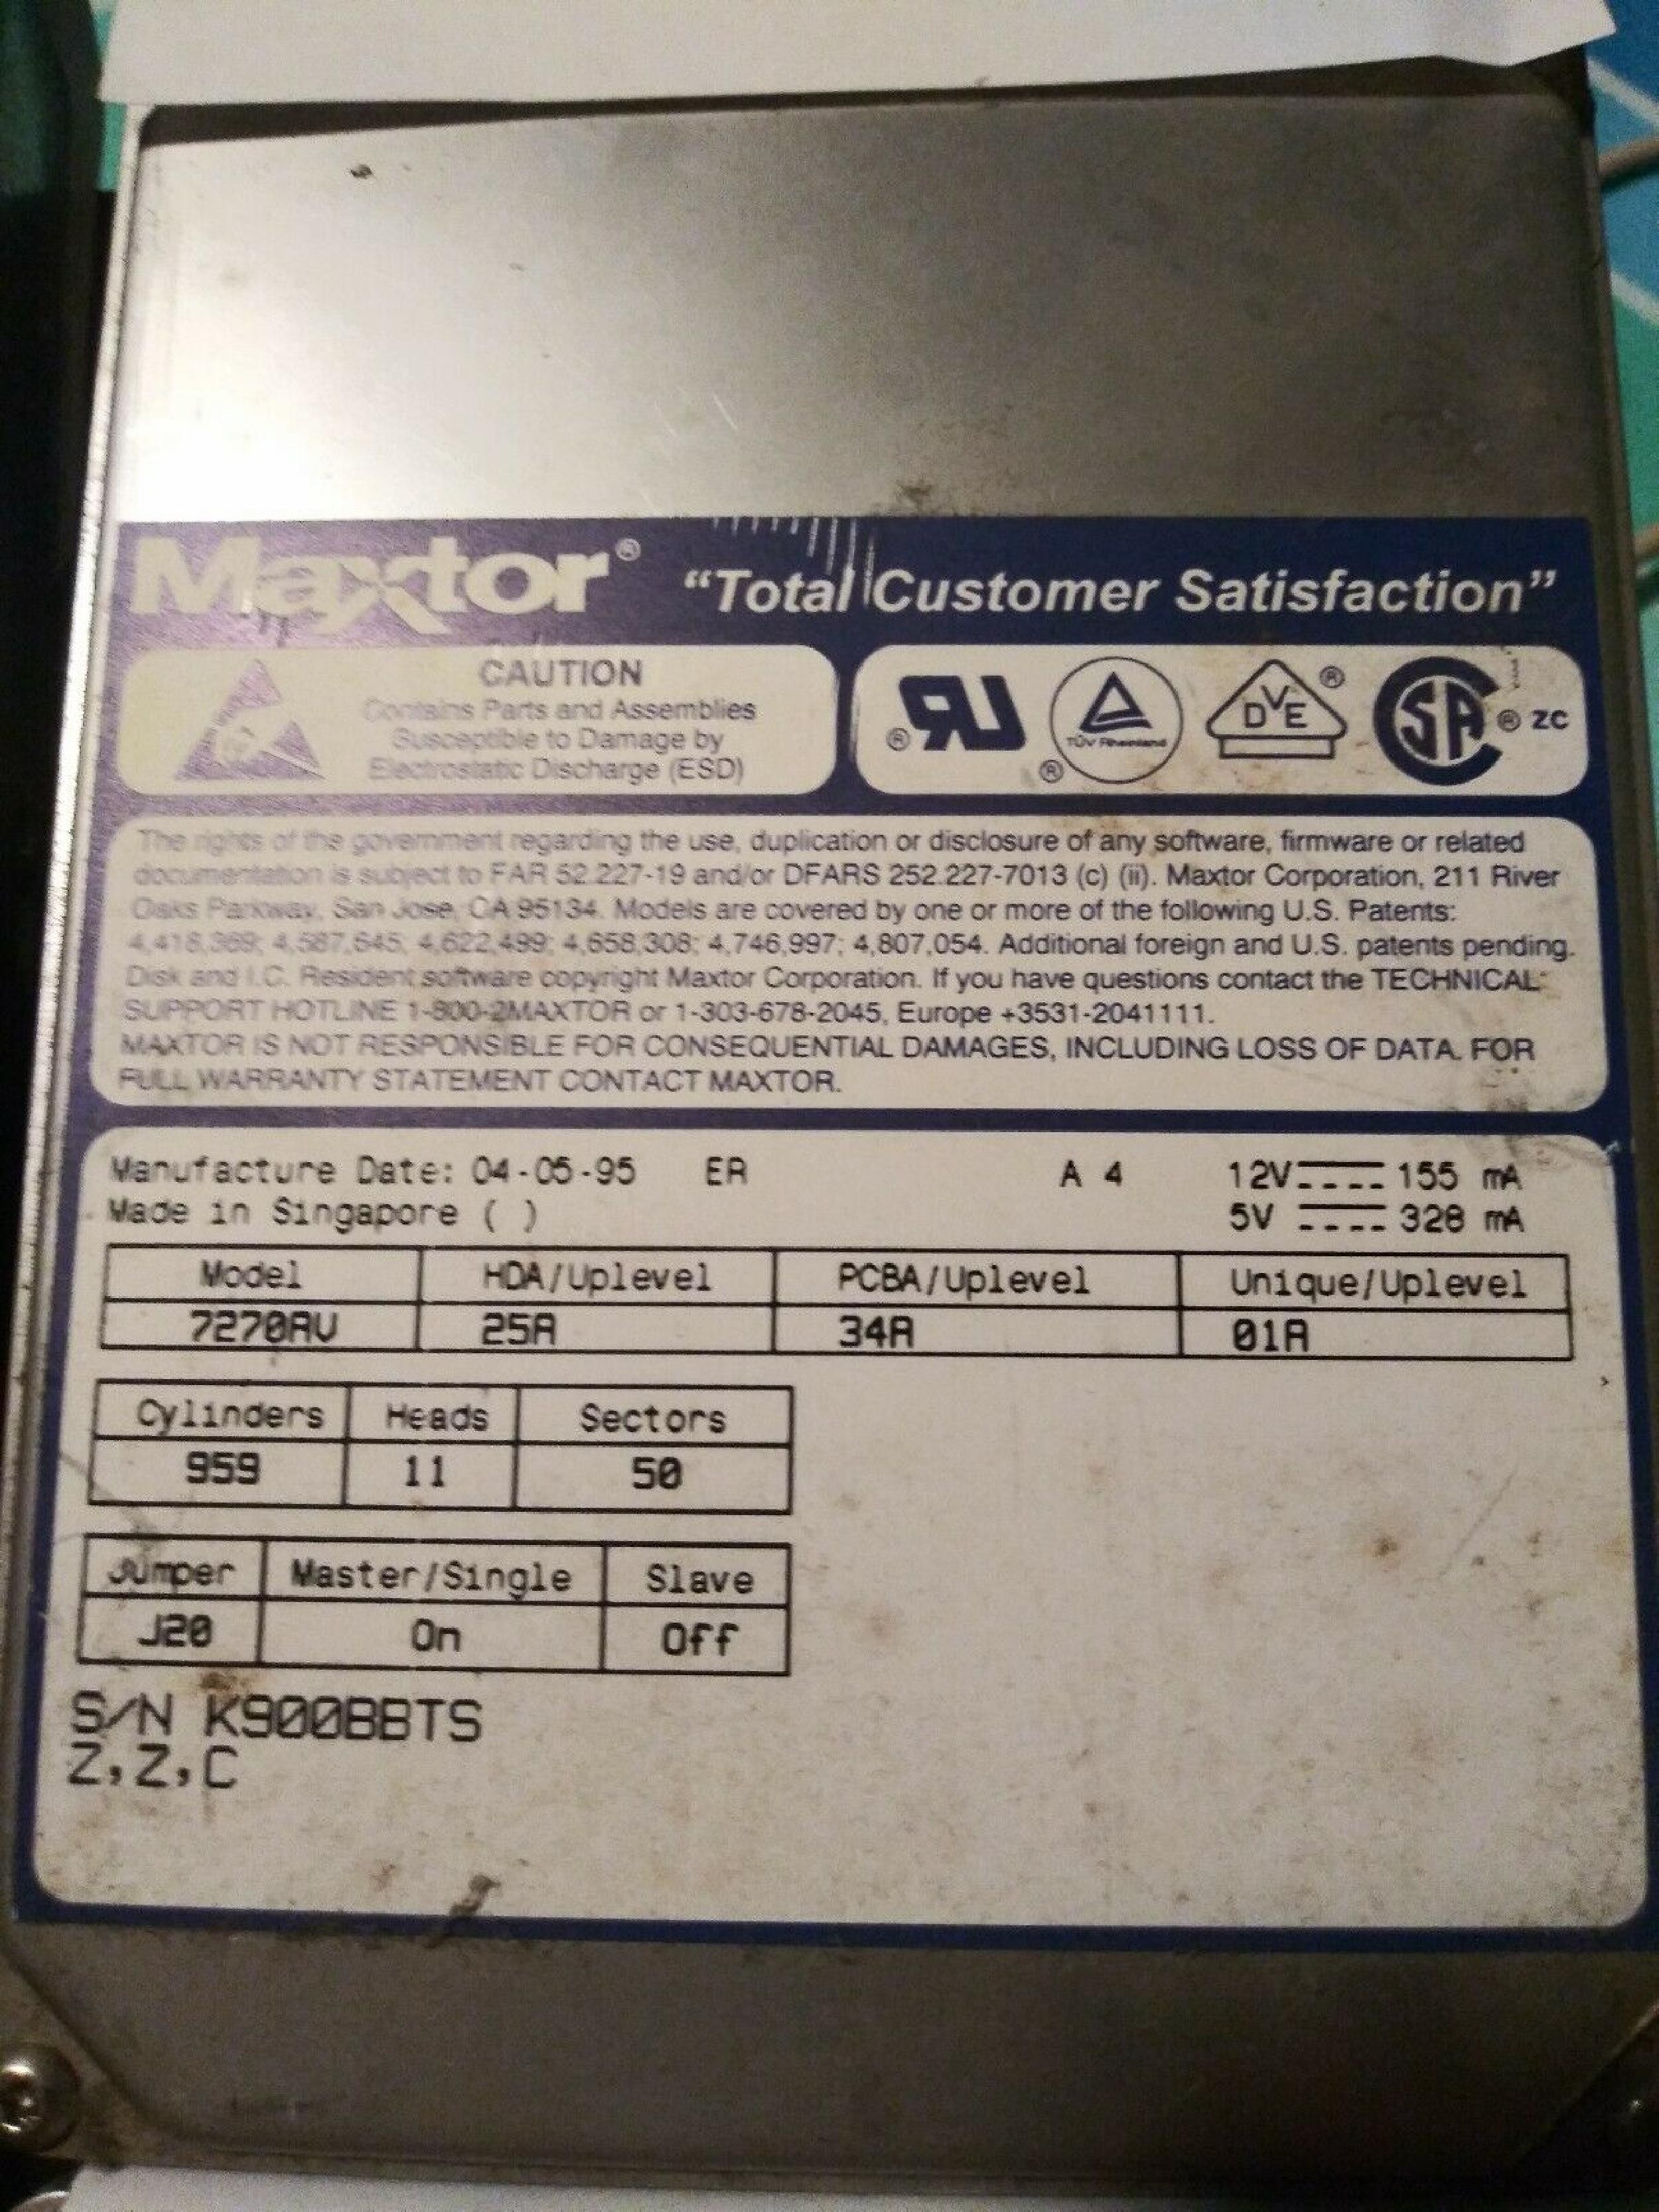 Maxtor® "Total Customer Satisfaction"
CAUTION
Contains Parts and Assemblies
Susceptible to Damage by
Electrostatic Discharge (ESD)
® TÜV Rheinland ® DVE ® SA ® ZC
The rights of the government regarding the use, duplication or disclosure of any software, firmware or related
documentation is subject to FAR 52.227-19 and/or DFARS 252.227-7013 (c) (ii). Maxtor Corporation, 211 River
Oaks Parkway, San Jose, CA 95134. Models are covered by one or more of the following U.S. Patents:
4,418,369; 4,587,645; 4,622,499; 4,658,308; 4,746,997; 4,807,054. Additional foreign and U.S. patents pending.
Disk and I.C. Resident software copyright Maxtor Corporation. If you have questions contact the TECHNICAL
SUPPORT HOTLINE 1-800-2MAXTOR or 1-303-678-2045, Europe +3531-2041111.
MAXTOR IS NOT RESPONSIBLE FOR CONSEQUENTIAL DAMAGES, INCLUDING LOSS OF DATA. FOR
FULL WARRANTY STATEMENT CONTACT MAXTOR.
Manufacture Date: 04-05-95 ER A 4 12V 155 mA
Made in Singapore ( ) 5V 328 mA
Model HDA/Uplevel PCBA/Uplevel Unique/Uplevel
7270AV 25A 34A 01A
Cylinders Heads Sectors
959 11 50
Jumper Master/Single Slave
J20 On Off
S/N K900BBTS
Z,Z,C